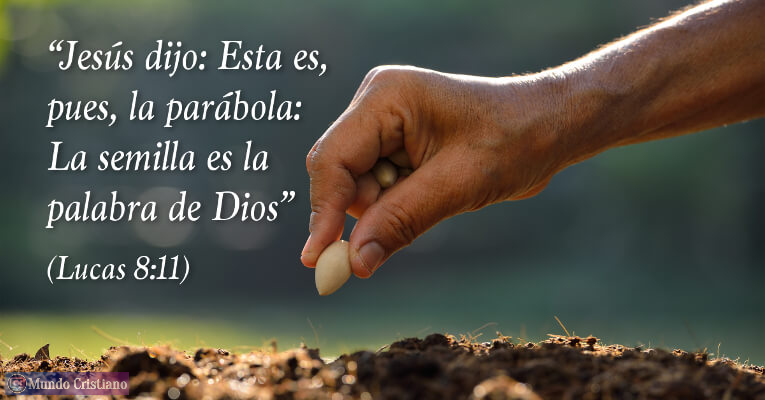 “Jesús dijo: Esta es,
pues, la parábola:
La semilla es la
palabra de Dios”
(Lucas 8:11)
Mundo Cristiano